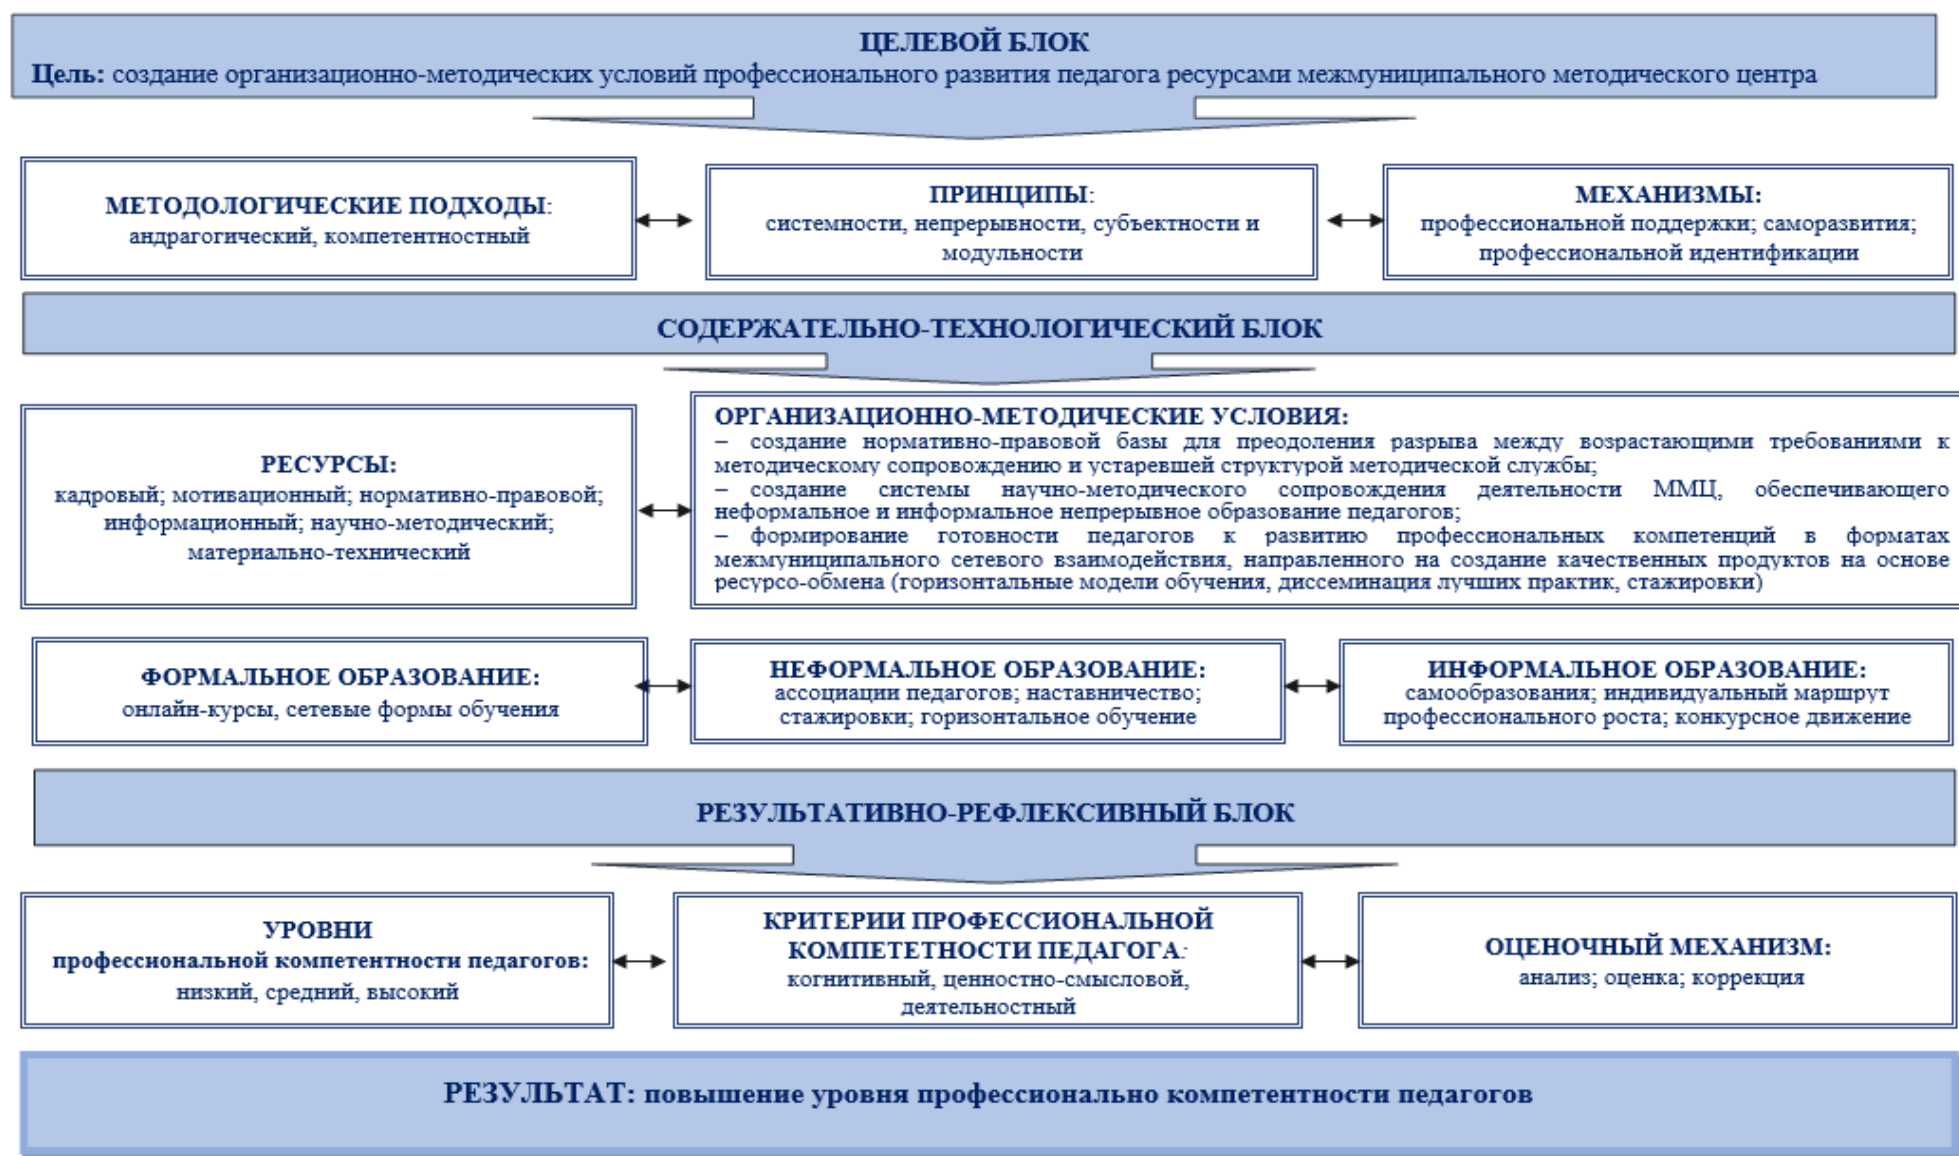 ЦЕЛЕВОЙ БЛОК
Цель: создание организационно-методических условий профессионального развития педагога ресурсами межмуниципального методического центра
МЕТОДОЛОГИЧЕСКИЕ ПОДХОДЫ:
андрагогический, компетентностный
ПРИНЦИПЫ:
системности, непрерывности, субъектности и
модульности
МЕХАНИЗМЫ:
профессиональной поддержки; саморазвития;
профессиональной идентификации
СОДЕРЖАТЕЛЬНО-ТЕХНОЛОГИЧЕСКИЙ БЛОК
РЕСУРСЫ:
кадровый; мотивационный; нормативно-правовой;
информационный; научно-методический;
материально-технический
ОРГАНИЗАЦИОННО-МЕТОДИЧЕСКИЕ УСЛОВИЯ:
– создание нормативно-правовой базы для преодоления разрыва между возрастающими требованиями к
методическому сопровождению и устаревшей структурой методической службы;
– создание системы научно-методического сопровождения деятельности ММЦ, обеспечивающего
неформальное и информальное непрерывное образование педагогов;
– формирование готовности педагогов к развитию профессиональных компетенций в форматах
межмуниципального сетевого взаимодействия, направленного на создание качественных продуктов на основе
ресурсо-обмена (горизонтальные модели обучения, диссеминация лучших практик, стажировки)
ФОРМАЛЬНОЕ ОБРАЗОВАНИЕ:
онлайн-курсы, сетевые формы обучения
НЕФОРМАЛЬНОЕ ОБРАЗОВАНИЕ:
ассоциации педагогов; наставничество;
стажировки; горизонтальное обучение
ИНФОРМАЛЬНОЕ ОБРАЗОВАНИЕ:
самообразования; индивидуальный маршрут
профессионального роста; конкурсное движение
РЕЗУЛЬТАТИВНО-РЕФЛЕКСИВНЫЙ БЛОК
УРОВНИ
профессиональной компетентности педагогов:
низкий, средний, высокий
КРИТЕРИИ ПРОФЕССИОНАЛЬНОЙ
КОМПЕТЕТНОСТИ ПЕДАГОГА:
когнитивный, ценностно-смысловой,
деятельностный
ОЦЕНОЧНЫЙ МЕХАНИЗМ:
анализ; оценка; коррекция
РЕЗУЛЬТАТ: повышение уровня профессионально компетентности педагогов